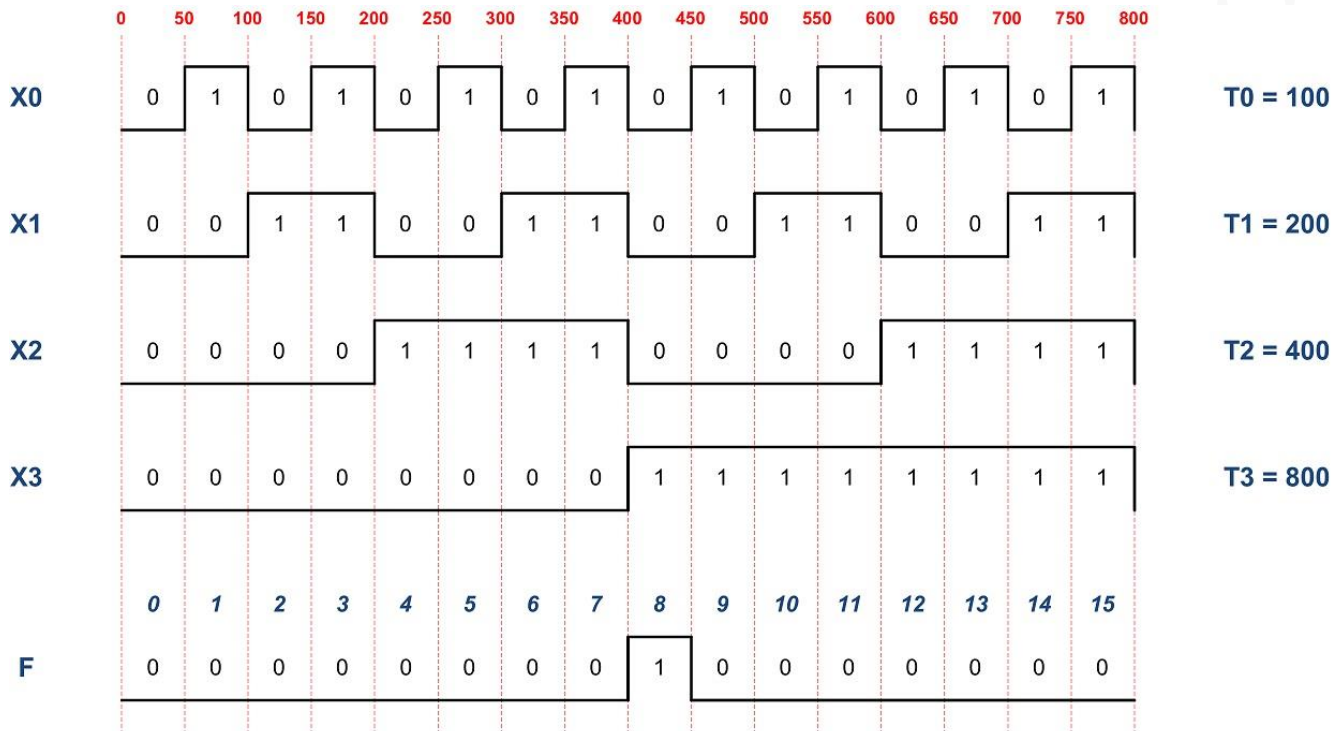 0 50 100 150 200 250 300 350 400 450 500 550 600 650 700 750 800
X0 0 1 0 1 0 1 0 1 0 1 0 1 0 1 0 1 T0 = 100
X1 0 0 1 1 0 0 1 1 0 0 1 1 0 0 1 1 T1 = 200
X2 0 0 0 0 1 1 1 1 0 0 0 0 1 1 1 1 T2 = 400
X3 0 0 0 0 0 0 0 0 1 1 1 1 1 1 1 1 T3 = 800
0 1 2 3 4 5 6 7 8 9 10 11 12 13 14 15
F 0 0 0 0 0 0 0 0 1 0 0 0 0 0 0 0